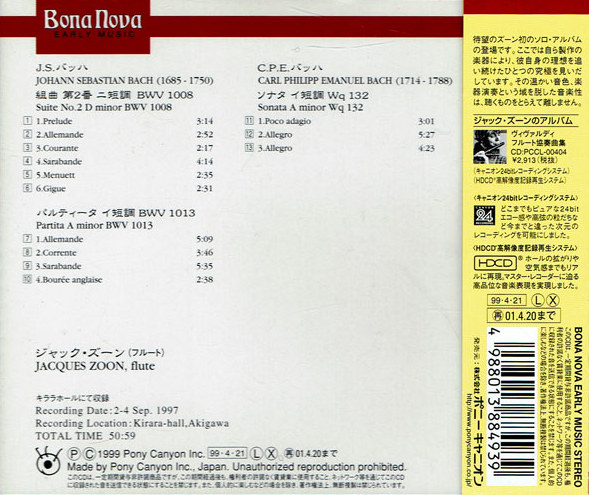 Bona Nova
EARLY MUSIC
J.S.バッハ
JOHANN SEBASTIAN BACH (1685 - 1750)
組曲 第2番 ニ短調 BWV 1008
Suite No.2 D minor BWV 1008
1 1.Prelude 3:14
2 2.Allemande 2:52
3 3.Courante 2:17
4 4.Sarabande 4:14
5 5.Menuett 2:35
6 6.Gigue 2:31
パルティータ イ短調 BWV 1013
Partita A minor BWV 1013
7 1.Allemande 5:09
8 2.Corrente 3:46
9 3.Sarabande 5:35
10 4.Bourée anglaise 2:38
C.P.E.バッハ
CARL PHILIPP EMANUEL BACH (1714 - 1788)
ソナタ イ短調 Wq 132
Sonata A minor Wq 132
11 1.Poco adagio 3:01
12 2.Allegro 5:27
13 3.Allegro 4:23
ジャック・ズーン(フルート)
JACQUES ZOON, flute
キララホールにて収録
Recording Date: 2-4 Sep. 1997
Recording Location: Kirara-hall, Akigawa
TOTAL TIME 50:59
Ⓟ Ⓒ 1999 Pony Canyon Inc. 99・4・21 Ⓛ Ⓧ 再 01.4.20まで
Made by Pony Canyon Inc., Japan. Unauthorized reproduction prohibited.
待望のズーン初のソロ・アルバム
の登場です。ここでは自ら製作の
楽器により、彼自身の理想を追
い続けたひとつの究極を見いだ
しています。その温かい音色、楽
器演奏という域を脱した音楽性
は、聴くものをとらえて離しません。
ジャック・ズーンのアルバム
ヴィヴァルディ
フルート協奏曲集
CD:PCCL-00404
¥2,913(税抜)
(キャニオン24bitレコーディングシステム)
(HDCD®高解像度記録再生システム)
〈キャニオン24bitレコーディングシステム〉
24
どこまでもピュアな24bit
エコー感や高弦の粒だちな
ど今までと違った次元の
レコーディングを可能にしました。
〈HDCD®高解像度記録再生システム〉
HDCD® ホールの拡がりや
空気感までもリアル
に再現。マスター・レコーダーに迫る
高品位な音楽表現を実現しました。
99・4・21 Ⓛ Ⓧ
再 01.4.20まで
BONA NOVA EARLY MUSIC STEREO
4 988013 884939
発売元:株式会社 ポニーキャニオン
http://www.ponycanyon.co.jp/